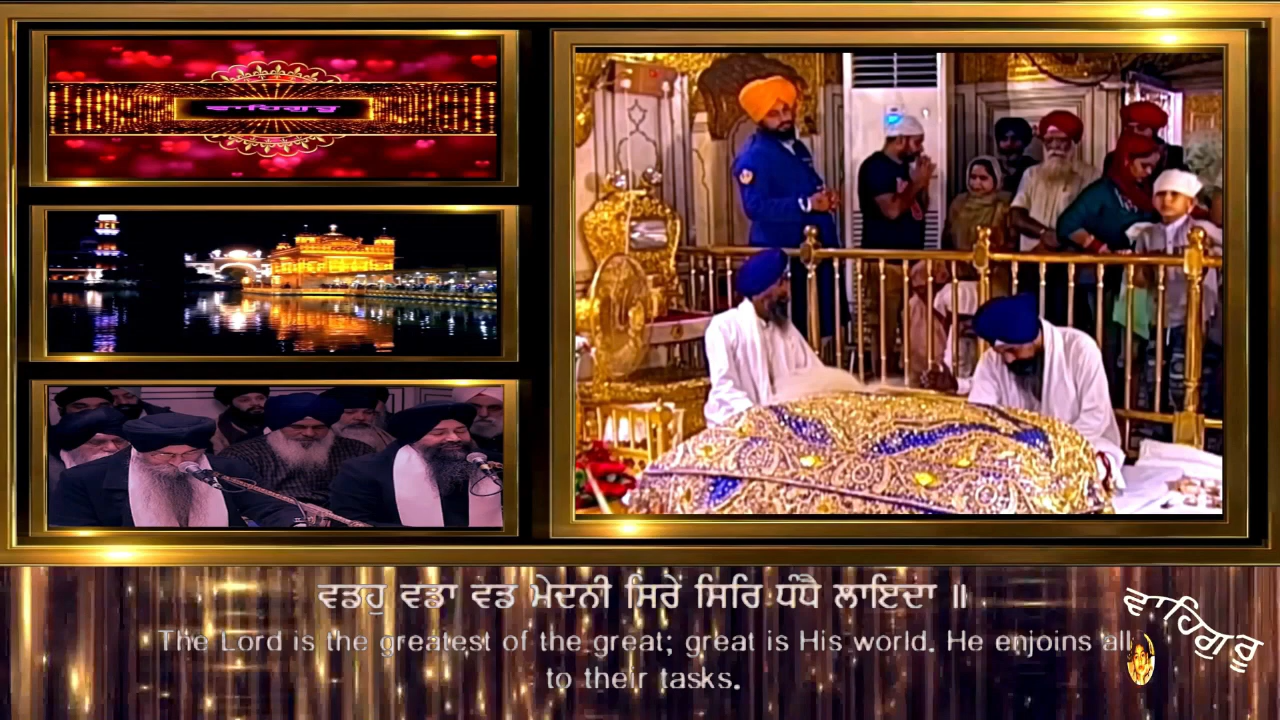 ਵਾਹਿਗੁਰੂ
ਵਡਹੁ ਵਡਾ ਵਡ ਮੇਦਨੀ ਸਿਰੇ ਸਿਰਿ ਧੰਧੈ ਲਾਇਦਾ ॥
The Lord is the greatest of the great; great is His world. He enjoins all
to their tasks.
ਵਾਹਿਗੁਰੂ